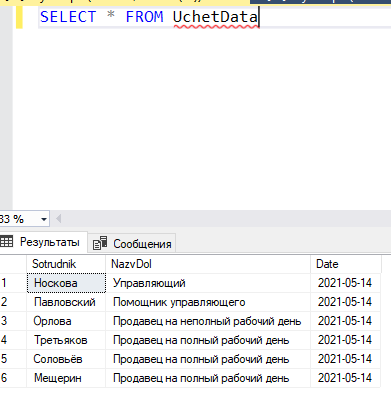 SELECT * FROM UchetData
33 %
Результаты Сообщения
Sotrudnik NazvDol Date
1 Носкова Управляющий 2021-05-14
2 Павловский Помощник управляющего 2021-05-14
3 Орлова Продавец на неполный рабочий день 2021-05-14
4 Третьяков Продавец на полный рабочий день 2021-05-14
5 Соловьёв Продавец на полный рабочий день 2021-05-14
6 Мещерин Продавец на полный рабочий день 2021-05-14